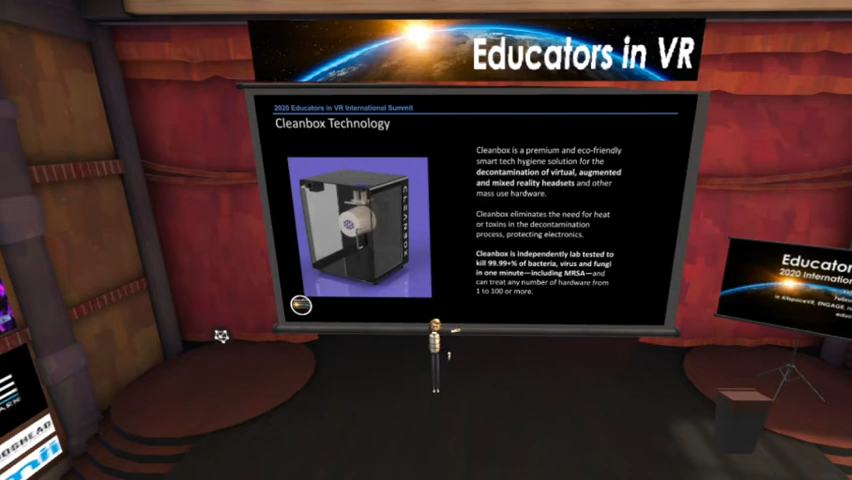 Educators in VR
2020 Educators in VR International Summit
Cleanbox Technology
Cleanbox is a premium and eco-friendly
smart tech hygiene solution for the
decontamination of virtual, augmented
and mixed reality headsets and other
mass use hardware.
Cleanbox eliminates the need for heat
or toxins in the decontamination
process, protecting electronics.
Cleanbox is independently lab tested to
kill 99.99+% of bacteria, virus and fungi
in one minute—including MRSA—and
can treat any number of hardware from
1 to 100 or more.
CLEANBOX
Educator
2020 Internation
in AltspaceVR, ENGAGE,